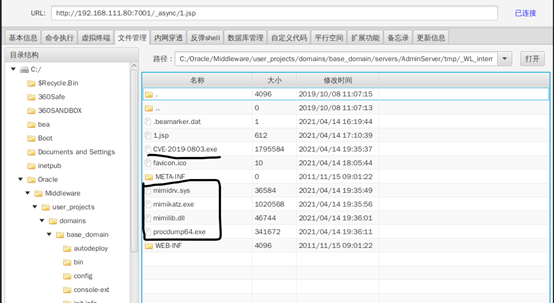 URL: http://192.168.111.80:7001/_async/1.jsp 已连接
基本信息 命令执行 虚拟终端 文件管理 内网穿透 反弹shell 数据库管理 自定义代码 平行空间 扩展功能 备忘录 更新信息
目录结构
路径： C:/Oracle/Middleware/user_projects/domains/base_domain/servers/AdminServer/tmp/_WL_intern 打开
C:/
$Recycle.Bin
360Safe
360SANDBOX
bea
Boot
Documents and Settings
inetpub
Oracle
Middleware
user_projects
domains
base_domain
autodeploy
bin
config
console-ext
init-info
名称 大小 修改时间
. 4096 2019/10/08 11:07:15
.. 0 2019/10/08 11:07:13
.beamarker.dat 1 2021/04/14 16:19:44
1.jsp 612 2021/04/14 17:10:39
CVE-2019-0803.exe 1795584 2021/04/14 19:35:37
favicon.ico 10 2021/04/14 18:05:44
META-INF 0 2011/11/15 09:01:22
mimidrv.sys 36584 2021/04/14 19:35:49
mimikatz.exe 1020568 2021/04/14 19:35:56
mimilib.dll 46744 2021/04/14 19:36:01
procdump64.exe 341672 2021/04/14 19:36:11
WEB-INF 4096 2011/11/15 09:01:22